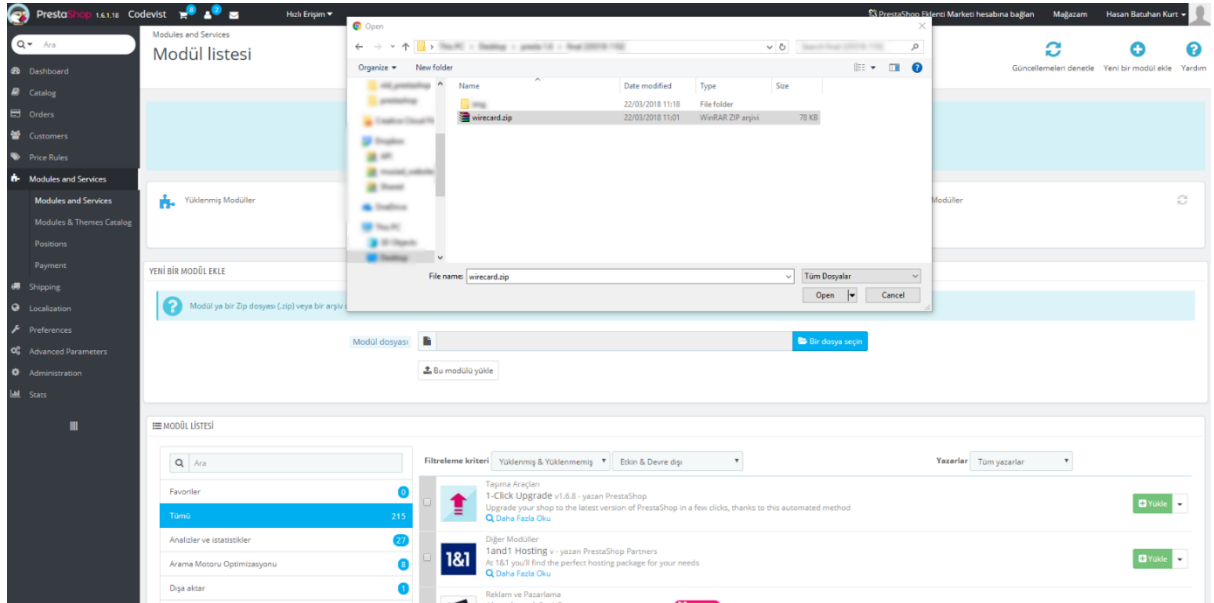 PrestaShop 1.6.1.18 Codevist Hızlı Erişim
PrestaShop Eklenti Marketi hesabına bağlan Mağazam Hasan Batuhan Kurt
Ara
Dashboard
Catalog
Orders
Customers
Price Rules
Modules and Services
Modules and Services
Modules & Themes Catalog
Positions
Payment
Shipping
Localization
Preferences
Advanced Parameters
Administration
Stats
Modules and Services
Modül listesi
Güncellemeleri denetle Yeni bir modül ekle Yardım
Open
Organize New folder
Name Date modified Type Size
22/03/2018 11:18 File folder
wirecard.zip 22/03/2018 11:01 WinRAR ZIP arşivi 78 KB
File name: wirecard.zip Tüm Dosyalar
Open Cancel
Yüklenmiş Modüller
Modüller
YENİ BİR MODÜL EKLE
Modül ya bir Zip dosyası (.zip) veya bir arşiv
Modül dosyası Bir dosya seçin
Bu modülü yükle
MODÜL LİSTESİ
Ara
Favoriler 0
Tümü 215
Analizler ve istatistikler 27
Arama Motoru Optimizasyonu 8
Dışa aktar 1
Filtreleme kriteri Yüklenmiş & Yüklenmemiş Etkin & Devre dışı Yazarlar Tüm yazarlar
Taşıma Araçları
1-Click Upgrade v1.6.8 - yazan PrestaShop
Upgrade your shop to the latest version of PrestaShop in a few clicks, thanks to this automated method
Daha Fazla Oku
Yükle
Diğer Modüller
1&1
1and1 Hosting v - yazan PrestaShop Partners
At 1&1 you'll find the perfect hosting package for your needs
Daha Fazla Oku
Yükle
Reklam ve Pazarlama